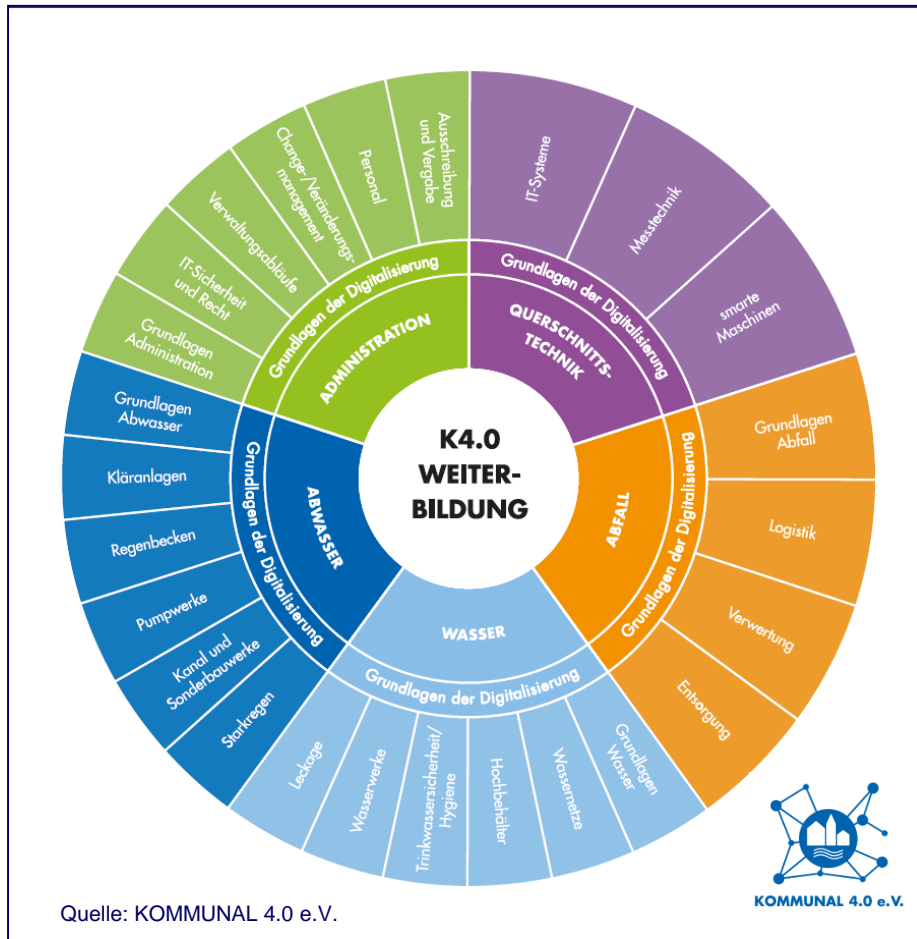 K4.0
WEITER-
BILDUNG
ADMINISTRATION
Grundlagen der Digitalisierung
Grundlagen
Administration
IT-Sicherheit
und Recht
Verwaltungsabläufe
Change-/Veränderungs-
management
Personal
Ausschreibung
und Vergabe
QUERSCHNITTS-
TECHNIK
Grundlagen der Digitalisierung
IT-Systeme
Messtechnik
smarte
Maschinen
ABFALL
Grundlagen der Digitalisierung
Grundlagen
Abfall
Logistik
Verwertung
Entsorgung
WASSER
Grundlagen der Digitalisierung
Leckage
Wasserwerke
Trinkwassersicherheit/
Hygiene
Hochbehälter
Wassernetze
Grundlagen
Wasser
ABWASSER
Grundlagen der Digitalisierung
Grundlagen
Abwasser
Kläranlagen
Regenbecken
Pumpwerke
Kanal und
Sonderbauwerke
Starkregen
KOMMUNAL 4.0 e.V.
Quelle: KOMMUNAL 4.0 e.V.